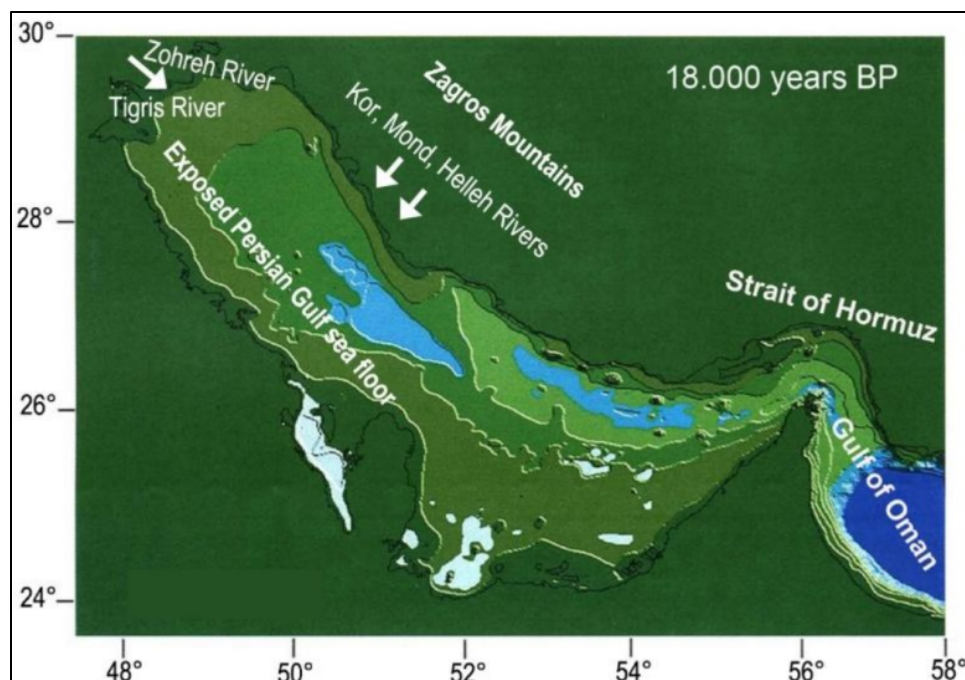 30°
28°
26°
24°
18.000 years BP
Zohreh River
Tigris River
Zagros Mountains
Kor, Mond, Helleh Rivers
Exposed Persian Gulf sea floor
Strait of Hormuz
Gulf of Oman
48°
50°
52°
54°
56°
58°